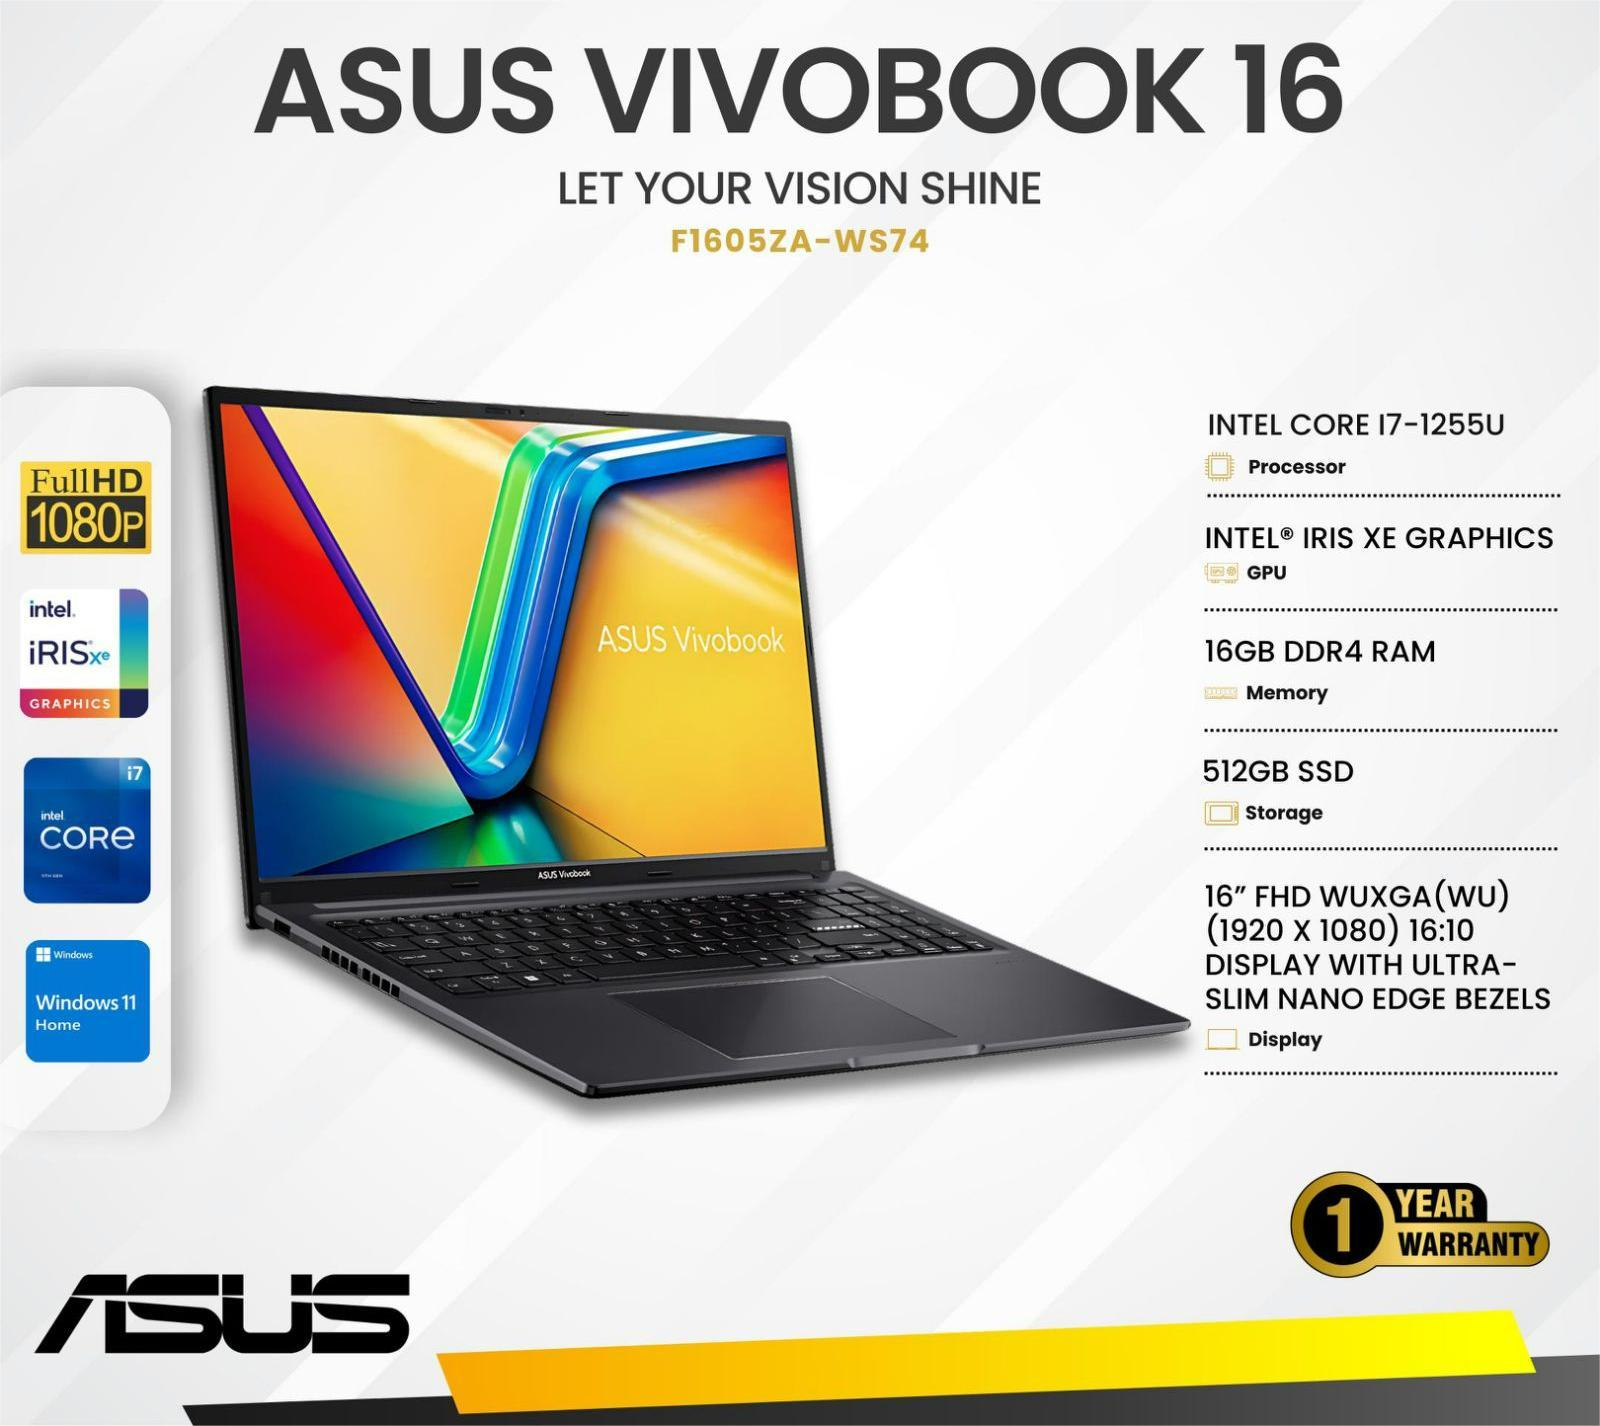 ASUS VIVOBOOK 16
LET YOUR VISION SHINE
F1605ZA-WS74
FullHD
1080P
intel.
iRISxe
GRAPHICS
i7
intel
CORE
Windows
Windows 11
Home
ASUS Vivobook
ASUS Vivobook
INTEL CORE I7-1255U
Processor
INTEL® IRIS XE GRAPHICS
GPU
16GB DDR4 RAM
Memory
512GB SSD
Storage
16” FHD WUXGA(WU)
(1920 X 1080) 16:10
DISPLAY WITH ULTRA-
SLIM NANO EDGE BEZELS
Display
1 YEAR
WARRANTY
ASUS